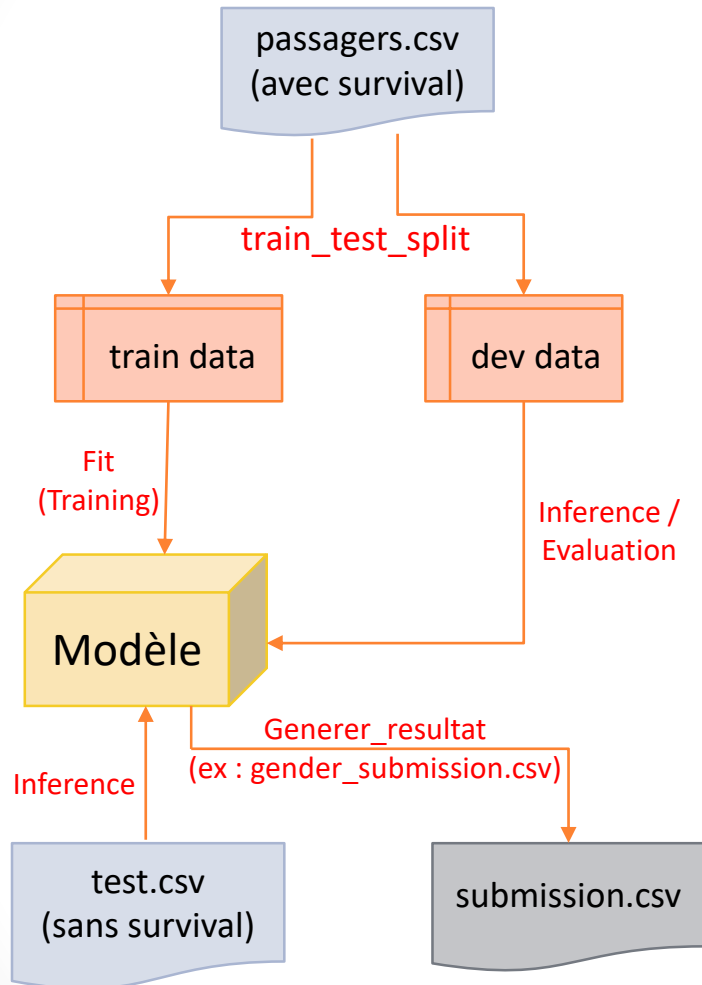 passagers.csv
(avec survival)
train_test_split
train data
dev data
Fit
(Training)
Inference /
Evaluation
Modèle
Generer_resultat
(ex : gender_submission.csv)
Inference
test.csv
(sans survival)
submission.csv